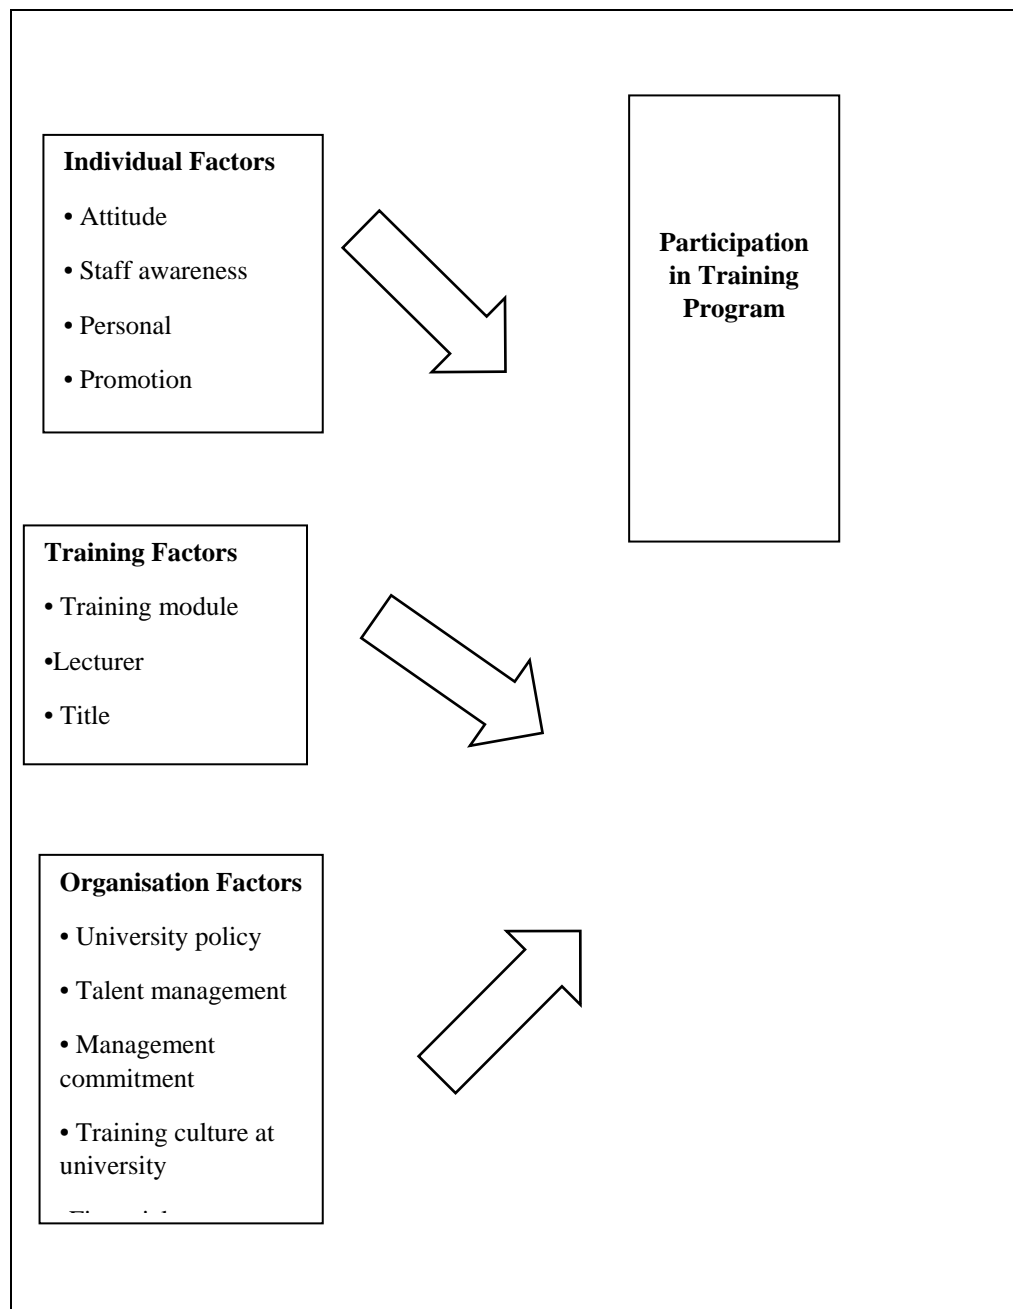 Individual Factors
• Attitude
• Staff awareness
• Personal
• Promotion
Participation
in Training
Program
Training Factors
• Training module
•Lecturer
• Title
Organisation Factors
• University policy
• Talent management
• Management
commitment
• Training culture at
university